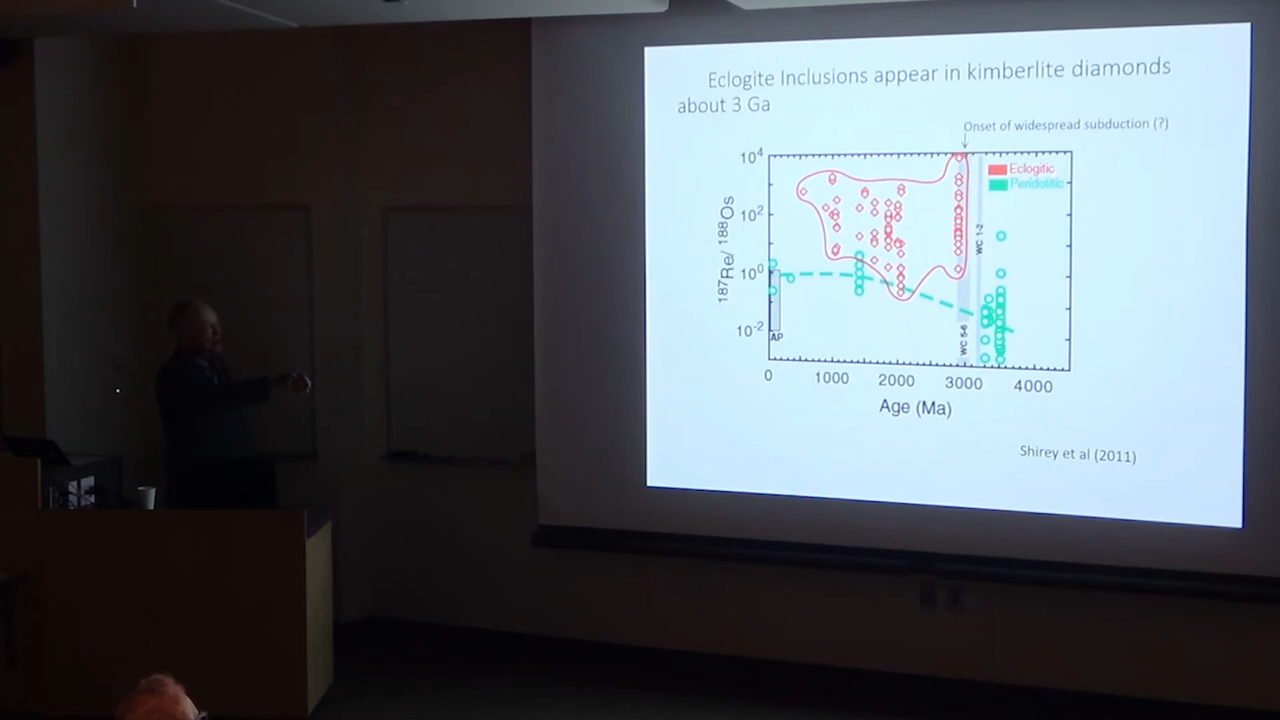 Eclogite Inclusions appear in kimberlite diamonds
about 3 Ga
Onset of widespread subduction (?)
Eclogitic
Peridotitic
10⁴
10²
10⁰
10⁻²
187Re/ 188Os
WC 1-2
WC 5-6
AP
0 1000 2000 3000 4000
Age (Ma)
Shirey et al (2011)